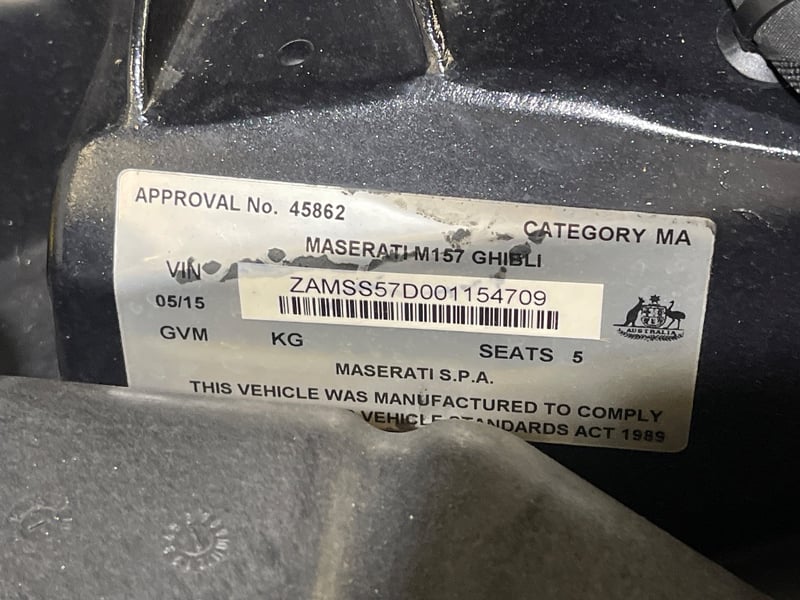 APPROVAL No. 45862
CATEGORY MA
MASERATI M157 GHIBLI
VIN
ZAMSS57D001154709
05/15
GVM KG SEATS 5
AUSTRALIA
MASERATI S.P.A.
THIS VEHICLE WAS MANUFACTURED TO COMPLY
VEHICLE STANDARDS ACT 1989